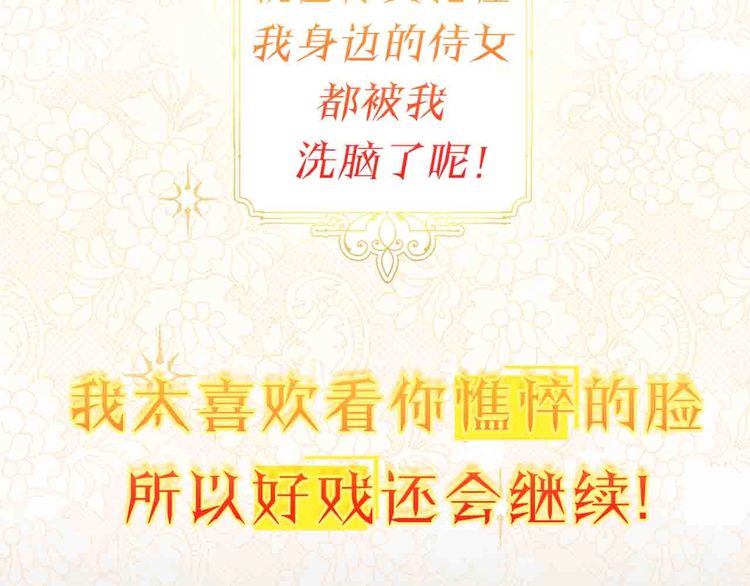 我身边的侍女
都被我
洗脑了呢！
我太喜欢看你憔悴的脸
所以好戏还会继续！